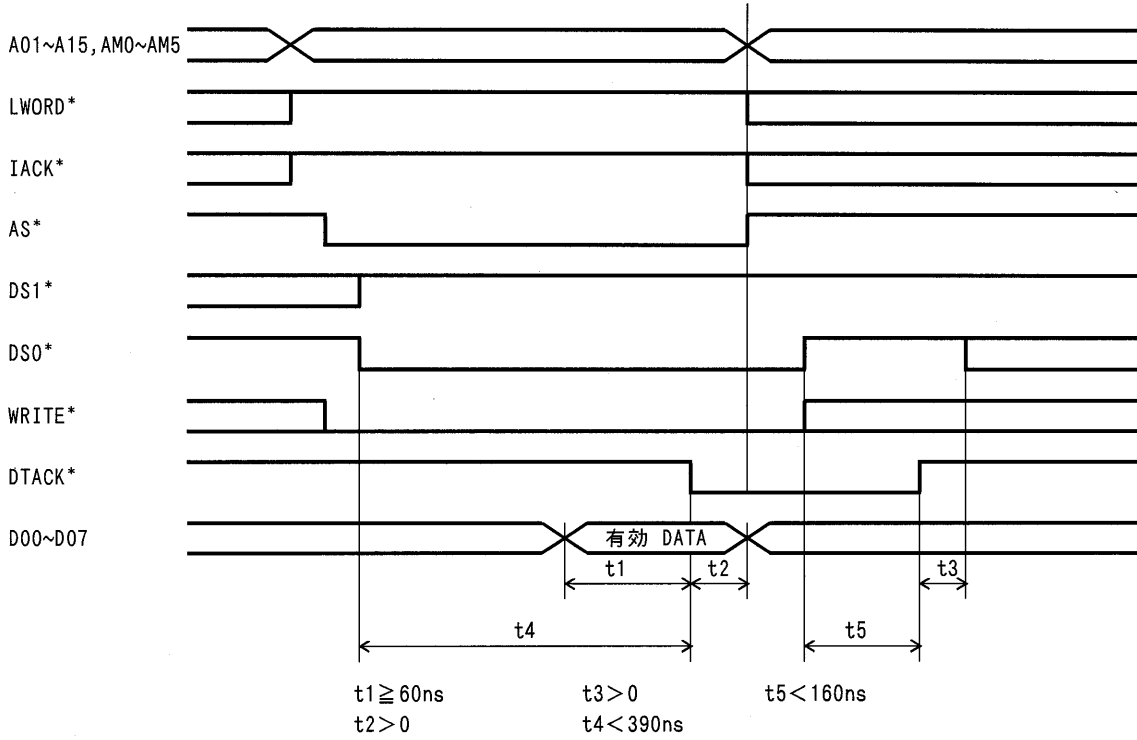 A01~A15,AM0~AM5
LWORD*
IACK*
AS*
DS1*
DS0*
WRITE*
DTACK*
D00~D07
有効 DATA
t1
t2
t3
t4
t5
t1≧60ns t3>0 t5<160ns
t2>0 t4<390ns